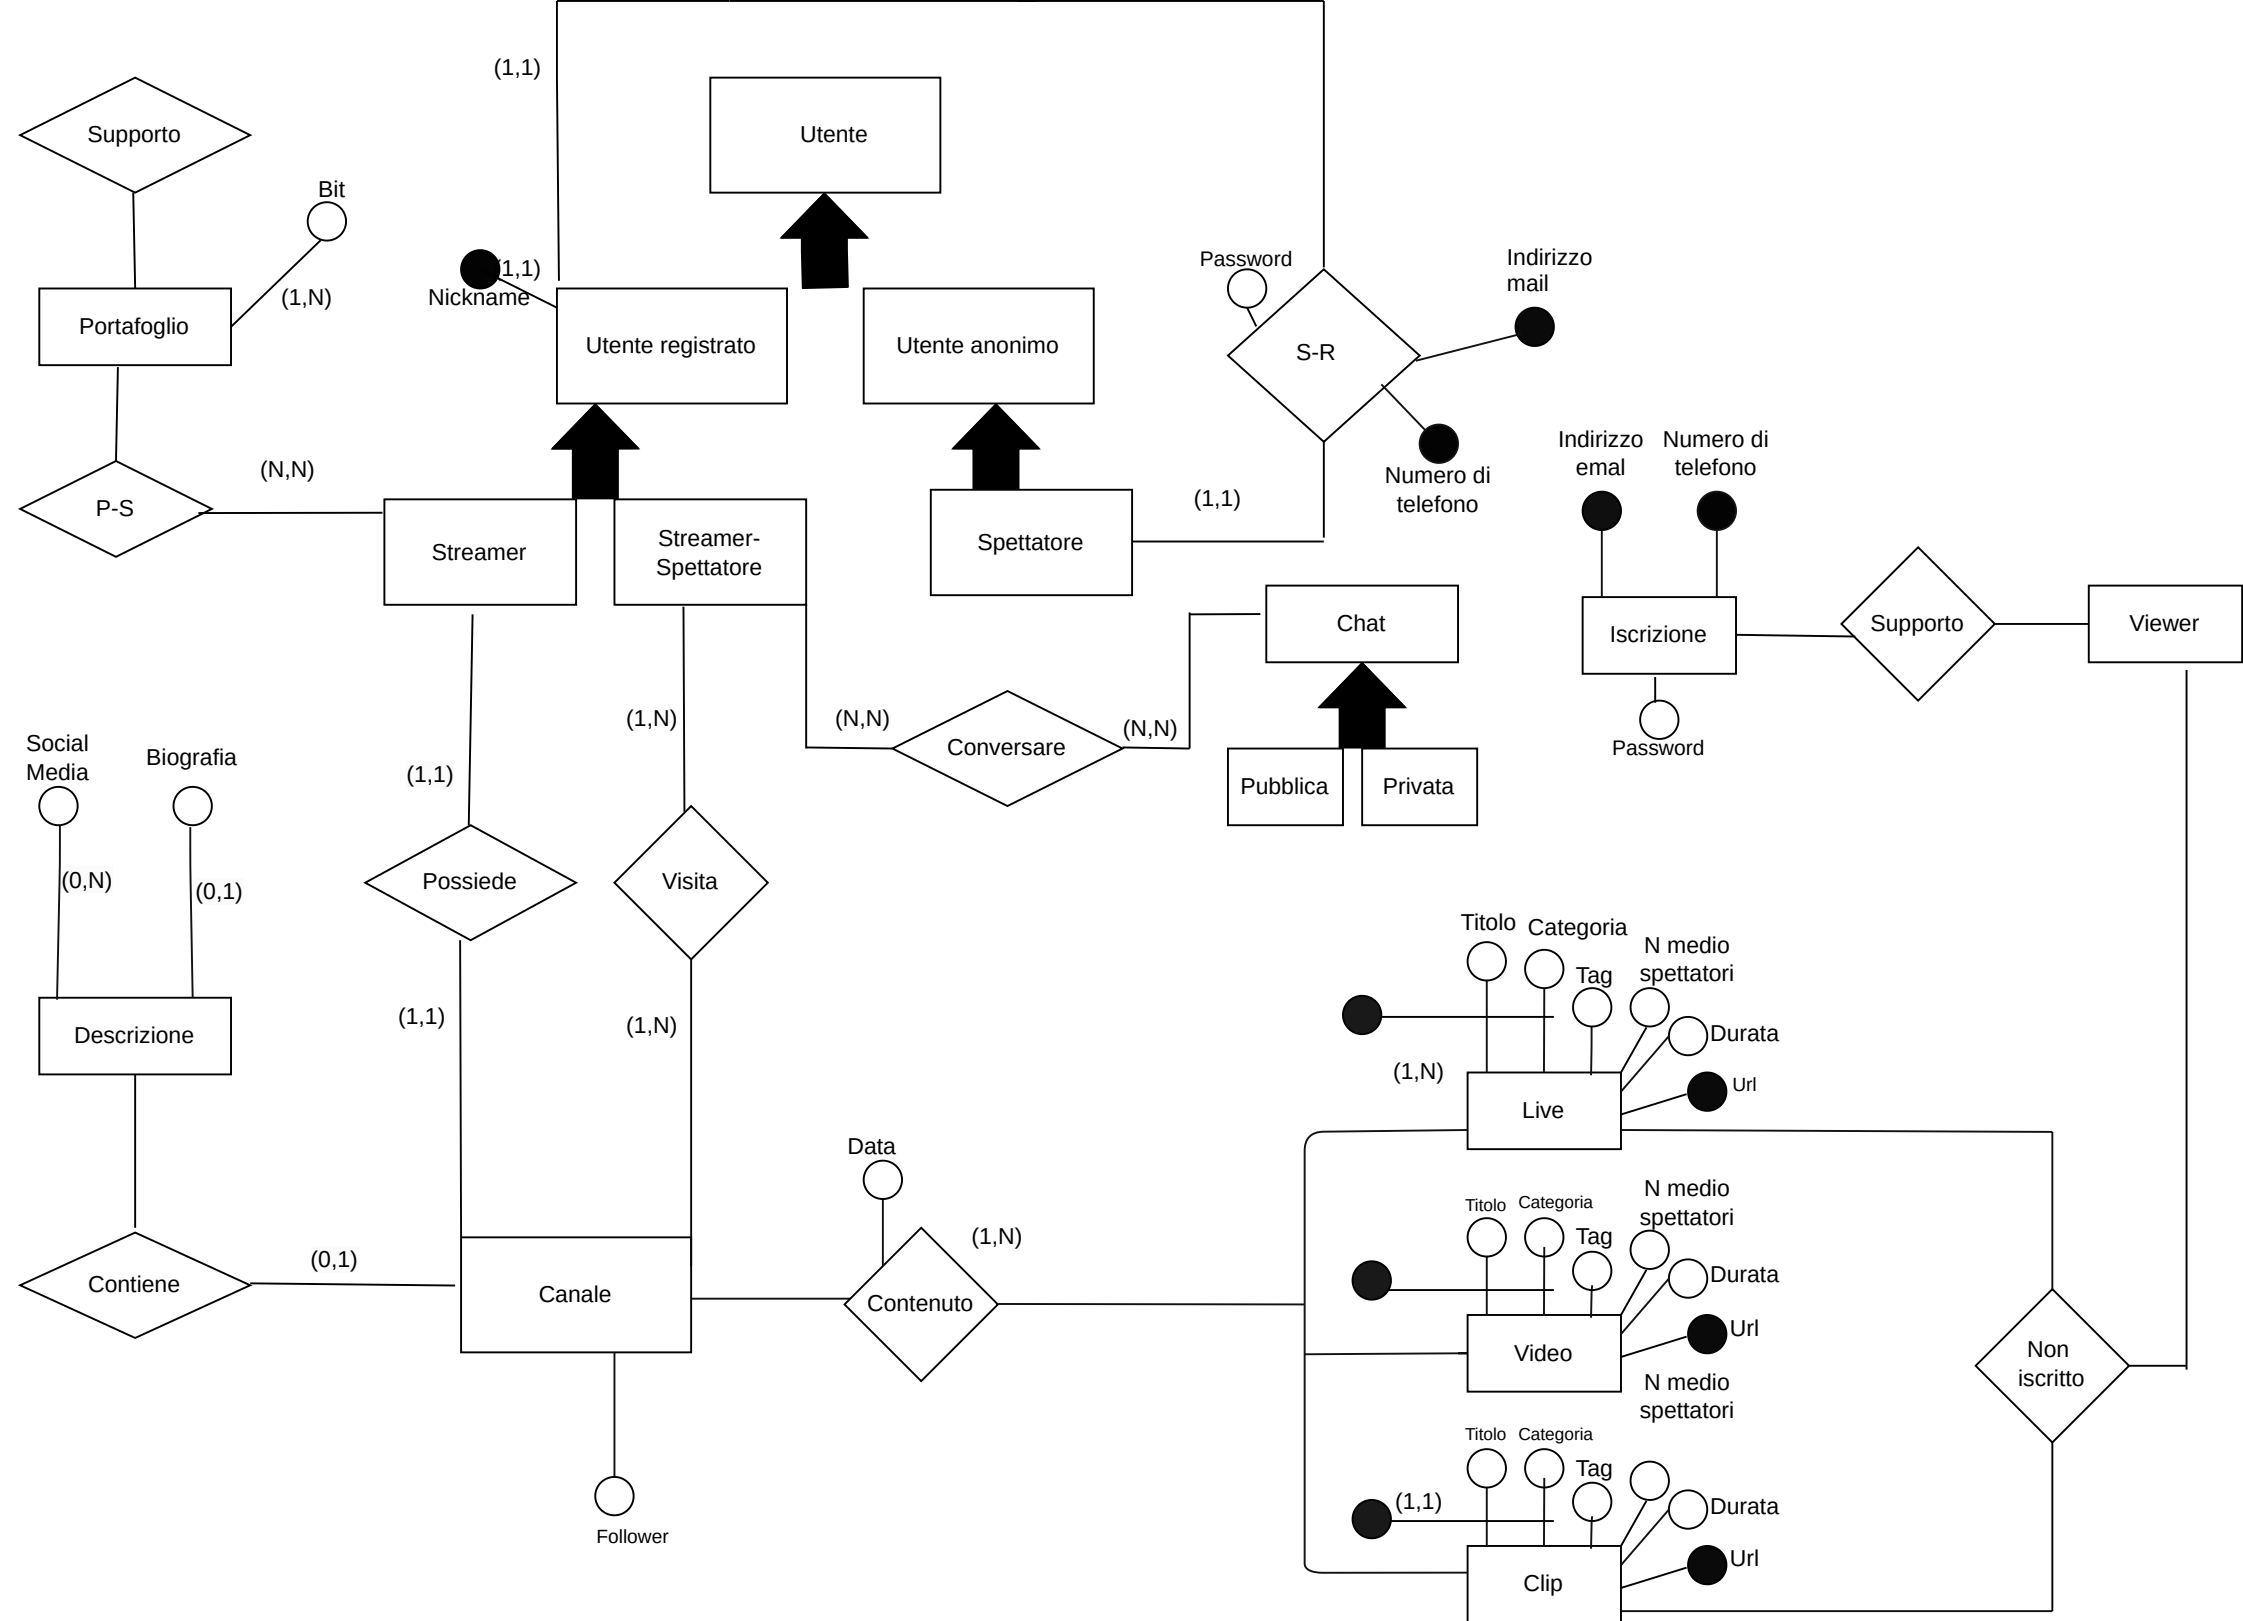 (1,1)
Utente
Supporto
Bit
(1,N)
Portafoglio
(1,1)
Nickname
Utente registrato
Utente anonimo
Password
S-R
Indirizzo
mail
Numero di
telefono
(N,N)
P-S
Streamer
Streamer-
Spettatore
Spettatore
(1,1)
Indirizzo
emal
Numero di
telefono
Iscrizione
Password
Supporto
Viewer
Chat
Pubblica
Privata
(N,N)
Conversare
(N,N)
(1,N)
(1,1)
Social
Media
Biografia
(0,N)
(0,1)
Possiede
Visita
Descrizione
(1,1)
(1,N)
Titolo
Categoria
Tag
N medio
spettatori
Durata
Url
(1,N)
Live
Data
(1,N)
Contiene
(0,1)
Canale
Contenuto
Follower
Titolo
Categoria
Tag
N medio
spettatori
Durata
Url
Video
Non
iscritto
N medio
spettatori
Titolo
Categoria
Tag
Durata
(1,1)
Url
Clip